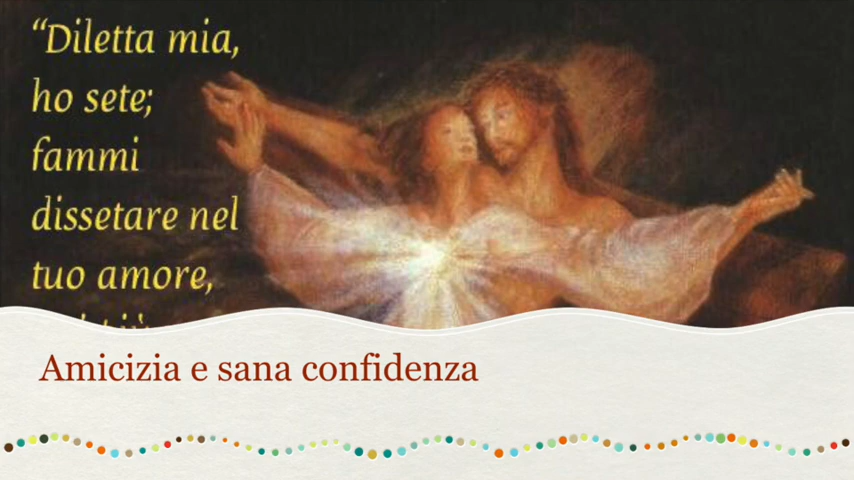 “Diletta mia,
ho sete;
fammi
dissetare nel
tuo amore,
Amicizia e sana confidenza